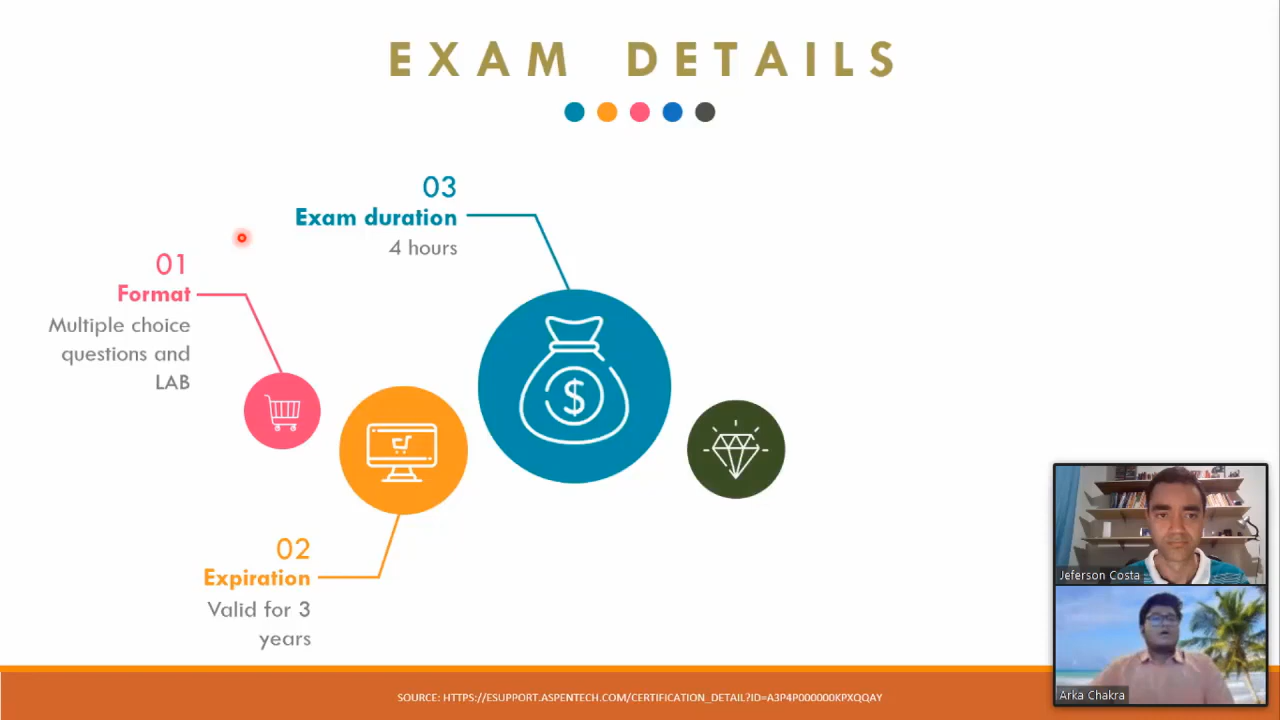 EXAM DETAILS
03
Exam duration
4 hours
01
Format
Multiple choice
questions and
LAB
$
02
Expiration
Valid for 3
years
Jeferson Costa
Arka Chakra
SOURCE: HTTPS://ESUPPORT.ASPENTECH.COM/CERTIFICATION_DETAIL?ID=A3P4P000000KPXQQAY